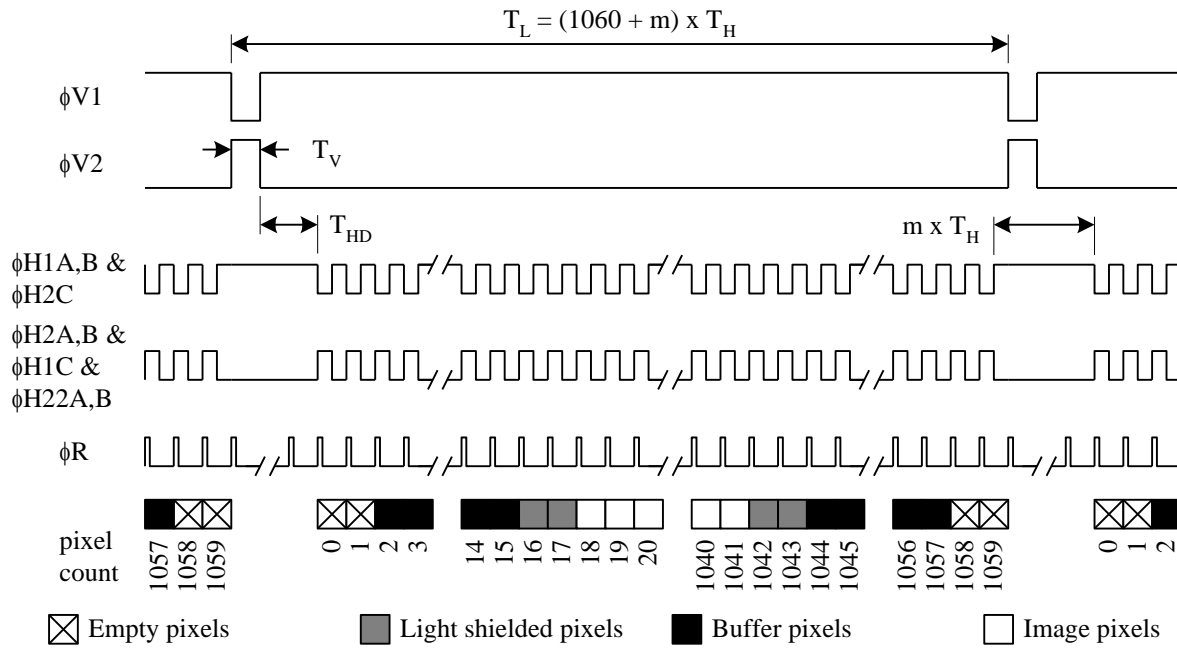 T_L = (1060 + m) x T_H
ϕV1
ϕV2
T_V
T_HD
m x T_H
ϕH1A,B &
ϕH2C
ϕH2A,B &
ϕH1C &
ϕH22A,B
ϕR
pixel
count
1057 1058 1059 0 1 2 3 14 15 16 17 18 19 20 1040 1041 1042 1043 1044 1045 1056 1057 1058 1059 0 1 2
Empty pixels Light shielded pixels Buffer pixels Image pixels